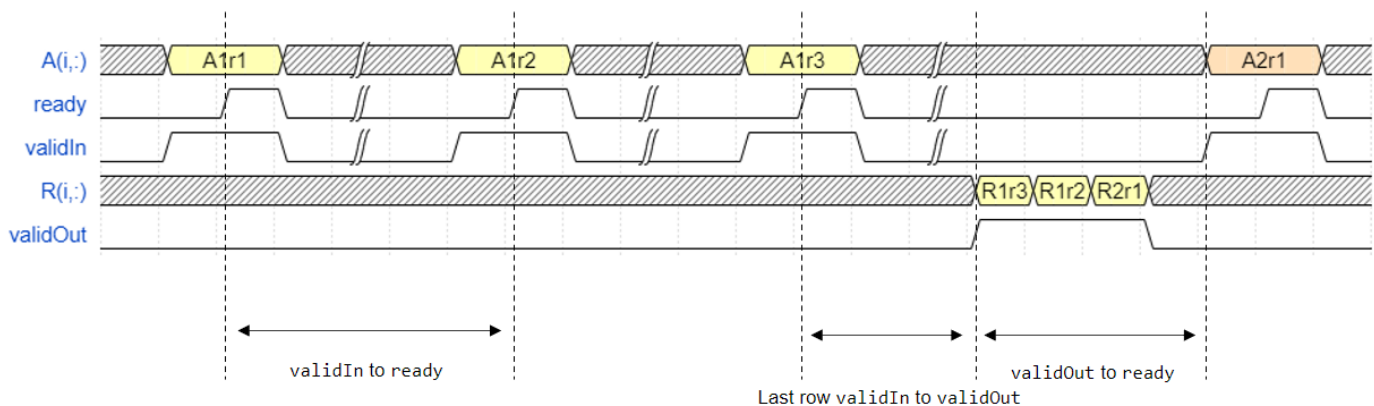 A(i,:) A1r1 A1r2 A1r3 A2r1
ready
validIn
R(i,:) R1r3 R1r2 R2r1
validOut
validIn to ready
validOut to ready
Last row validIn to validOut